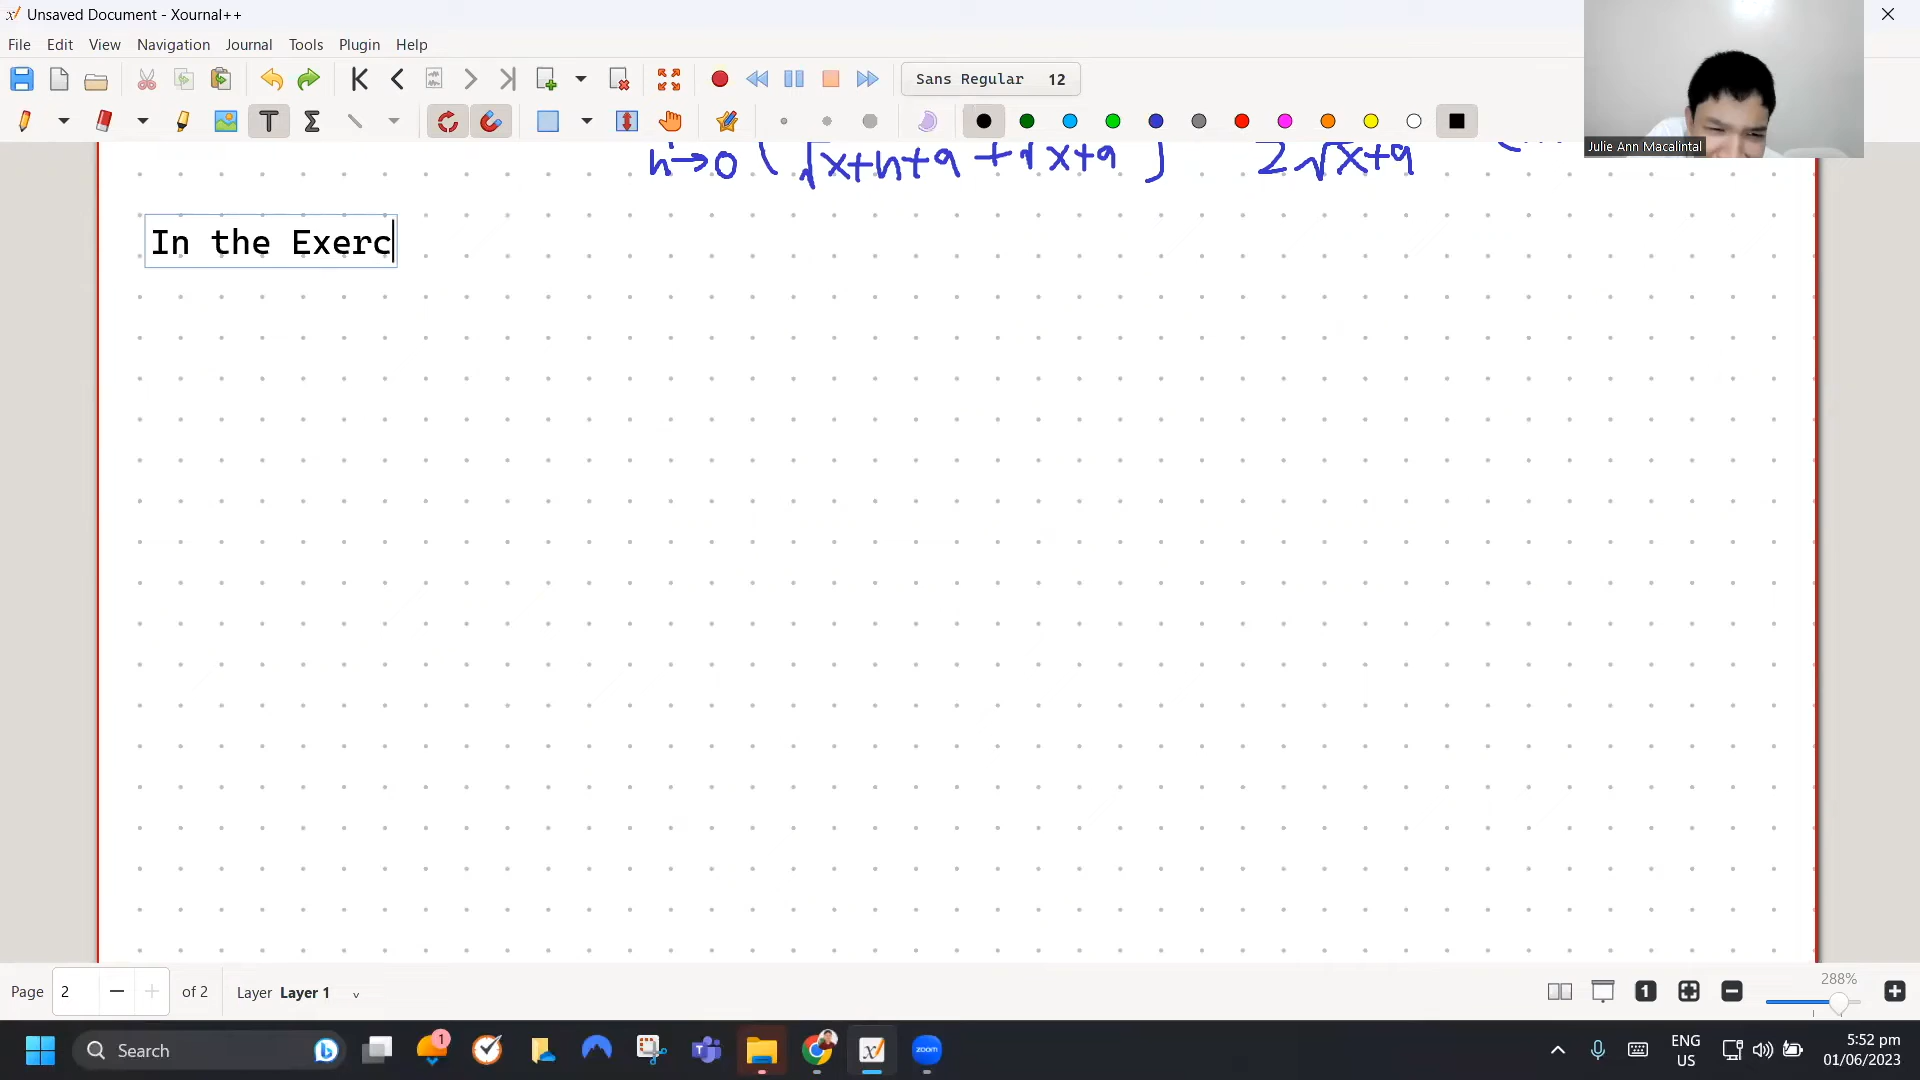 Unsaved Document - Xournal++
File Edit View Navigation Journal Tools Plugin Help
Sans Regular 12
Julie Ann Macalintal
h→0 ( √x+h+9 + √x+9 ) 2√x+9
In the Exerc
Page 2 of 2 Layer Layer 1
288%
Search
1
zoom
ENG
US
5:52 pm
01/06/2023